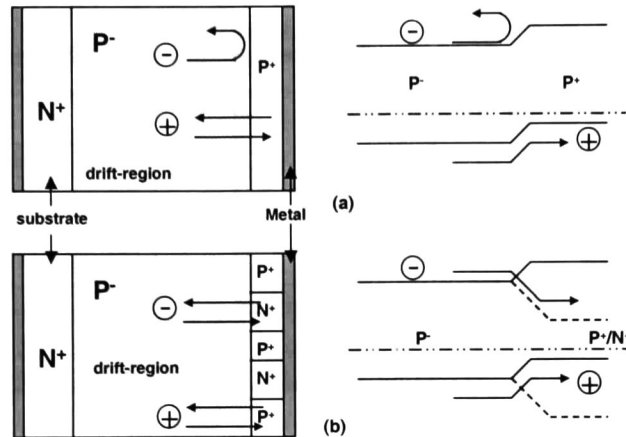 P⁻
P⁺
N⁺
drift-region
P⁻
P⁺
(a)
substrate
Metal
P⁻
P⁺
N⁺
P⁺
N⁺
P⁺
N⁺
drift-region
P⁻
P⁺/N⁺
(b)